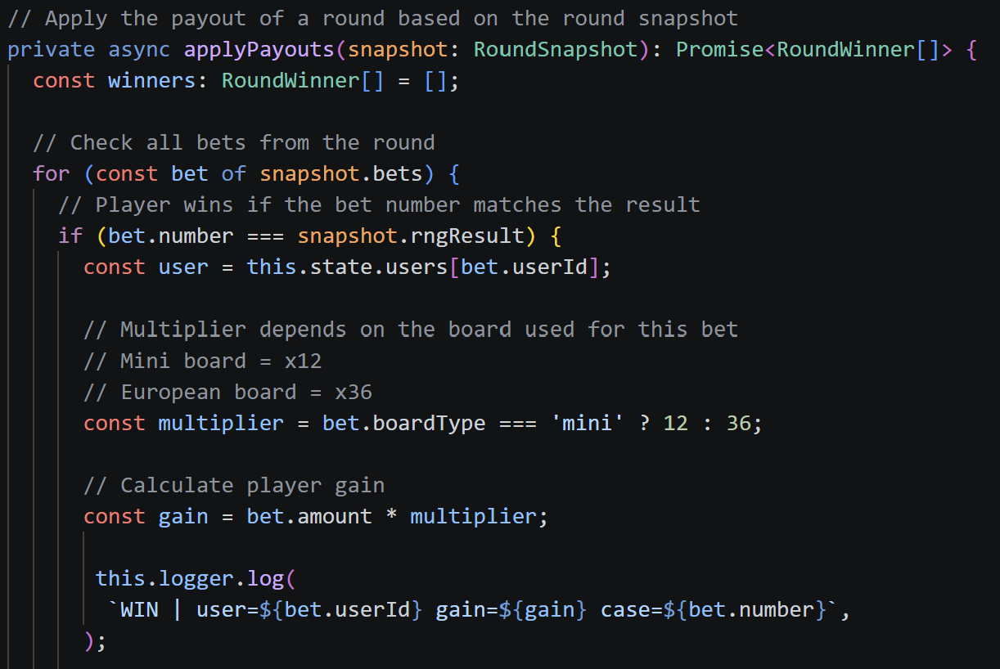 // Apply the payout of a round based on the round snapshot
private async applyPayouts(snapshot: RoundSnapshot): Promise<RoundWinner[]> {
  const winners: RoundWinner[] = [];

  // Check all bets from the round
  for (const bet of snapshot.bets) {
    // Player wins if the bet number matches the result
    if (bet.number === snapshot.rngResult) {
      const user = this.state.users[bet.userId];

      // Multiplier depends on the board used for this bet
      // Mini board = x12
      // European board = x36
      const multiplier = bet.boardType === 'mini' ? 12 : 36;

      // Calculate player gain
      const gain = bet.amount * multiplier;

       this.logger.log(
        `WIN | user=${bet.userId} gain=${gain} case=${bet.number}`,
      );